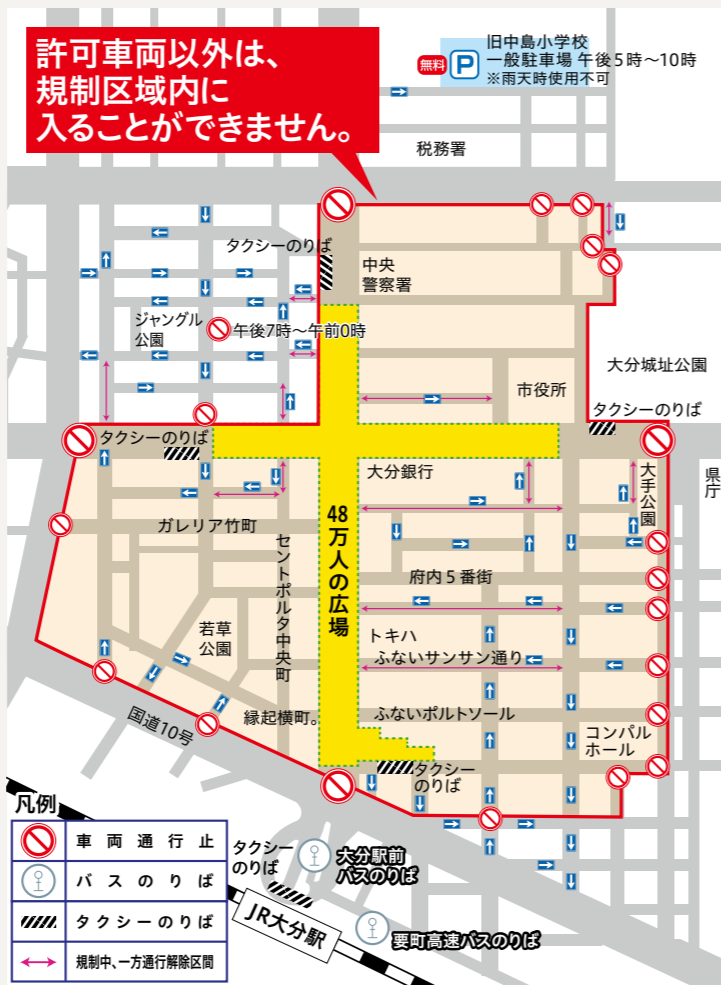 許可車両以外は、
規制区域内に
入ることができません。
無料
P
旧中島小学校
一般駐車場 午後5時〜10時
※雨天時使用不可
税務署
タクシーのりば
中央
警察署
ジャングル
公園
午後7時〜午前0時
大分城址公園
市役所
タクシーのりば
タクシーのりば
大分銀行
大手公園
県庁
48万人の広場
ガレリア竹町
セントポルタ中央町
府内5番街
若草
公園
トキハ
ふないサンサン通り
縁起横町。
ふないポルトソール
国道10号
コンパル
ホール
タクシー
のりば
凡例
車両通行止
バスのりば
タクシーのりば
規制中、一方通行解除区間
タクシー
のりば
大分駅前
バスのりば
JR大分駅
要町高速バスのりば